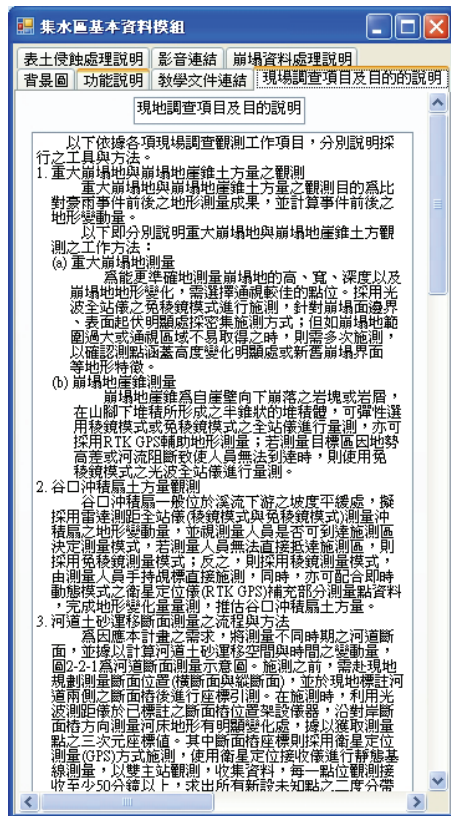 集水區基本資料模組
表土侵蝕處理說明 影音連結 崩塌資料處理說明
背景圖 功能說明 教學文件連結 現場調查項目及目的的說明
現地調查項目及目的說明
以下依據各項現場調查觀測工作項目，分別說明採
行之工具與方法。
1. 重大崩塌地與崩塌地崖錐土方量之觀測
重大崩塌地與崩塌地崖錐土方量之觀測目的為比
對豪雨事件前後之地形測量成果，並計算事件前後之
地形變動量。
以下即分別說明重大崩塌地與崩塌地崖錐土方觀
測之工作方法：
(a) 重大崩塌地測量
為能更準確地測量崩塌地的高、寬、深度以及
崩塌地地形變化，需選擇通視較佳的點位。採用光
波全站儀之免稜鏡模式進行施測，針對崩塌面邊界
、表面起伏明顯處採密集施測方式；但如崩塌地範
圍過大或通視區域不易取得之時，則需多次施測，
以確認測點涵蓋高度變化明顯處或新舊崩塌界面
等地形特徵。
(b) 崩塌地崖錐測量
崩塌地崖錐為自崖壁向下崩落之岩塊或岩屑，
在山腳下堆積所形成之半錐狀的堆積體，可彈性選
用稜鏡模式或免稜鏡模式之全站儀進行量測，亦可
採用RTK GPS輔助地形測量；若測量目標區因地勢
高差或河流阻斷致使人員無法到達時，則使用免
稜鏡模式之光波全站儀進行量測。
2. 谷口沖積扇土方量觀測
谷口沖積扇一般位於溪流下游之坡度平緩處，擬
採用雷達測距全站儀(稜鏡模式與免稜鏡模式)測量沖
積扇之地形變動量，並視測量人員是否可到達施測區
決定測量模式，若測量人員無法直接抵達施測區，則
採用免稜鏡測量模式；反之，則採用稜鏡測量模式，
由測量人員手持覘標直接施測，同時，亦可配合即時
動態模式之衛星定位儀(RTK GPS)補充部分測量點資料
，完成地形變化量量測，推估谷口沖積扇土方量。
3. 河道土砂運移斷面測量之流程與方法
為因應本計畫之需求，將測量不同時期之河道斷
面，並據以計算河道土砂運移空間與時間之變動量，
圖2-2-1為河道斷面測量示意圖。施測之前，需赴現地
規劃測量斷面位置(橫斷面與縱斷面)，並於現地標註河
道兩側之斷面樁後進行座標引測。在施測時，利用光
波測距儀於已標註之斷面樁位置架設儀器，沿對岸斷
面樁方向測量河床地形有明顯變化處，據以獲取測量
點之三次元座標值。其中斷面樁座標則採用衛星定位
測量(GPS)方式施測，使用衛星定位接收儀進行靜態基
線測量，以雙主站觀測，收集資料，每一點位觀測接
收至少50分鐘以上，求出所有新設未知點之二度分帶